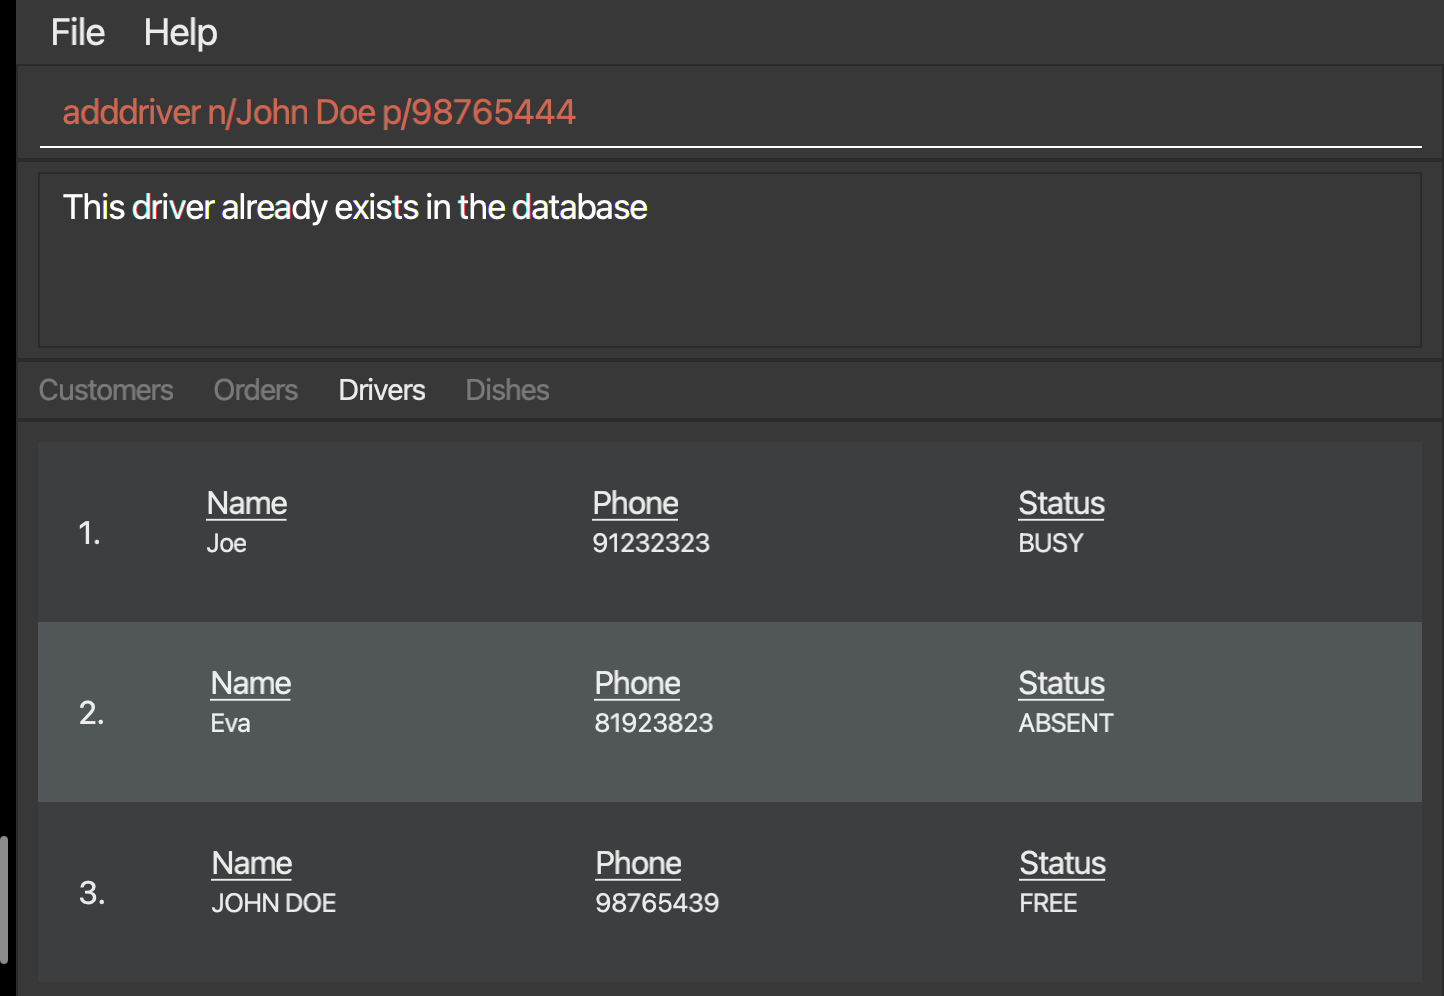 File Help
adddriver n/John Doe p/98765444
This driver already exists in the database
Customers Orders Drivers Dishes
Name Phone Status
1. Joe 91232323 BUSY
Name Phone Status
2. Eva 81923823 ABSENT
Name Phone Status
3. JOHN DOE 98765439 FREE